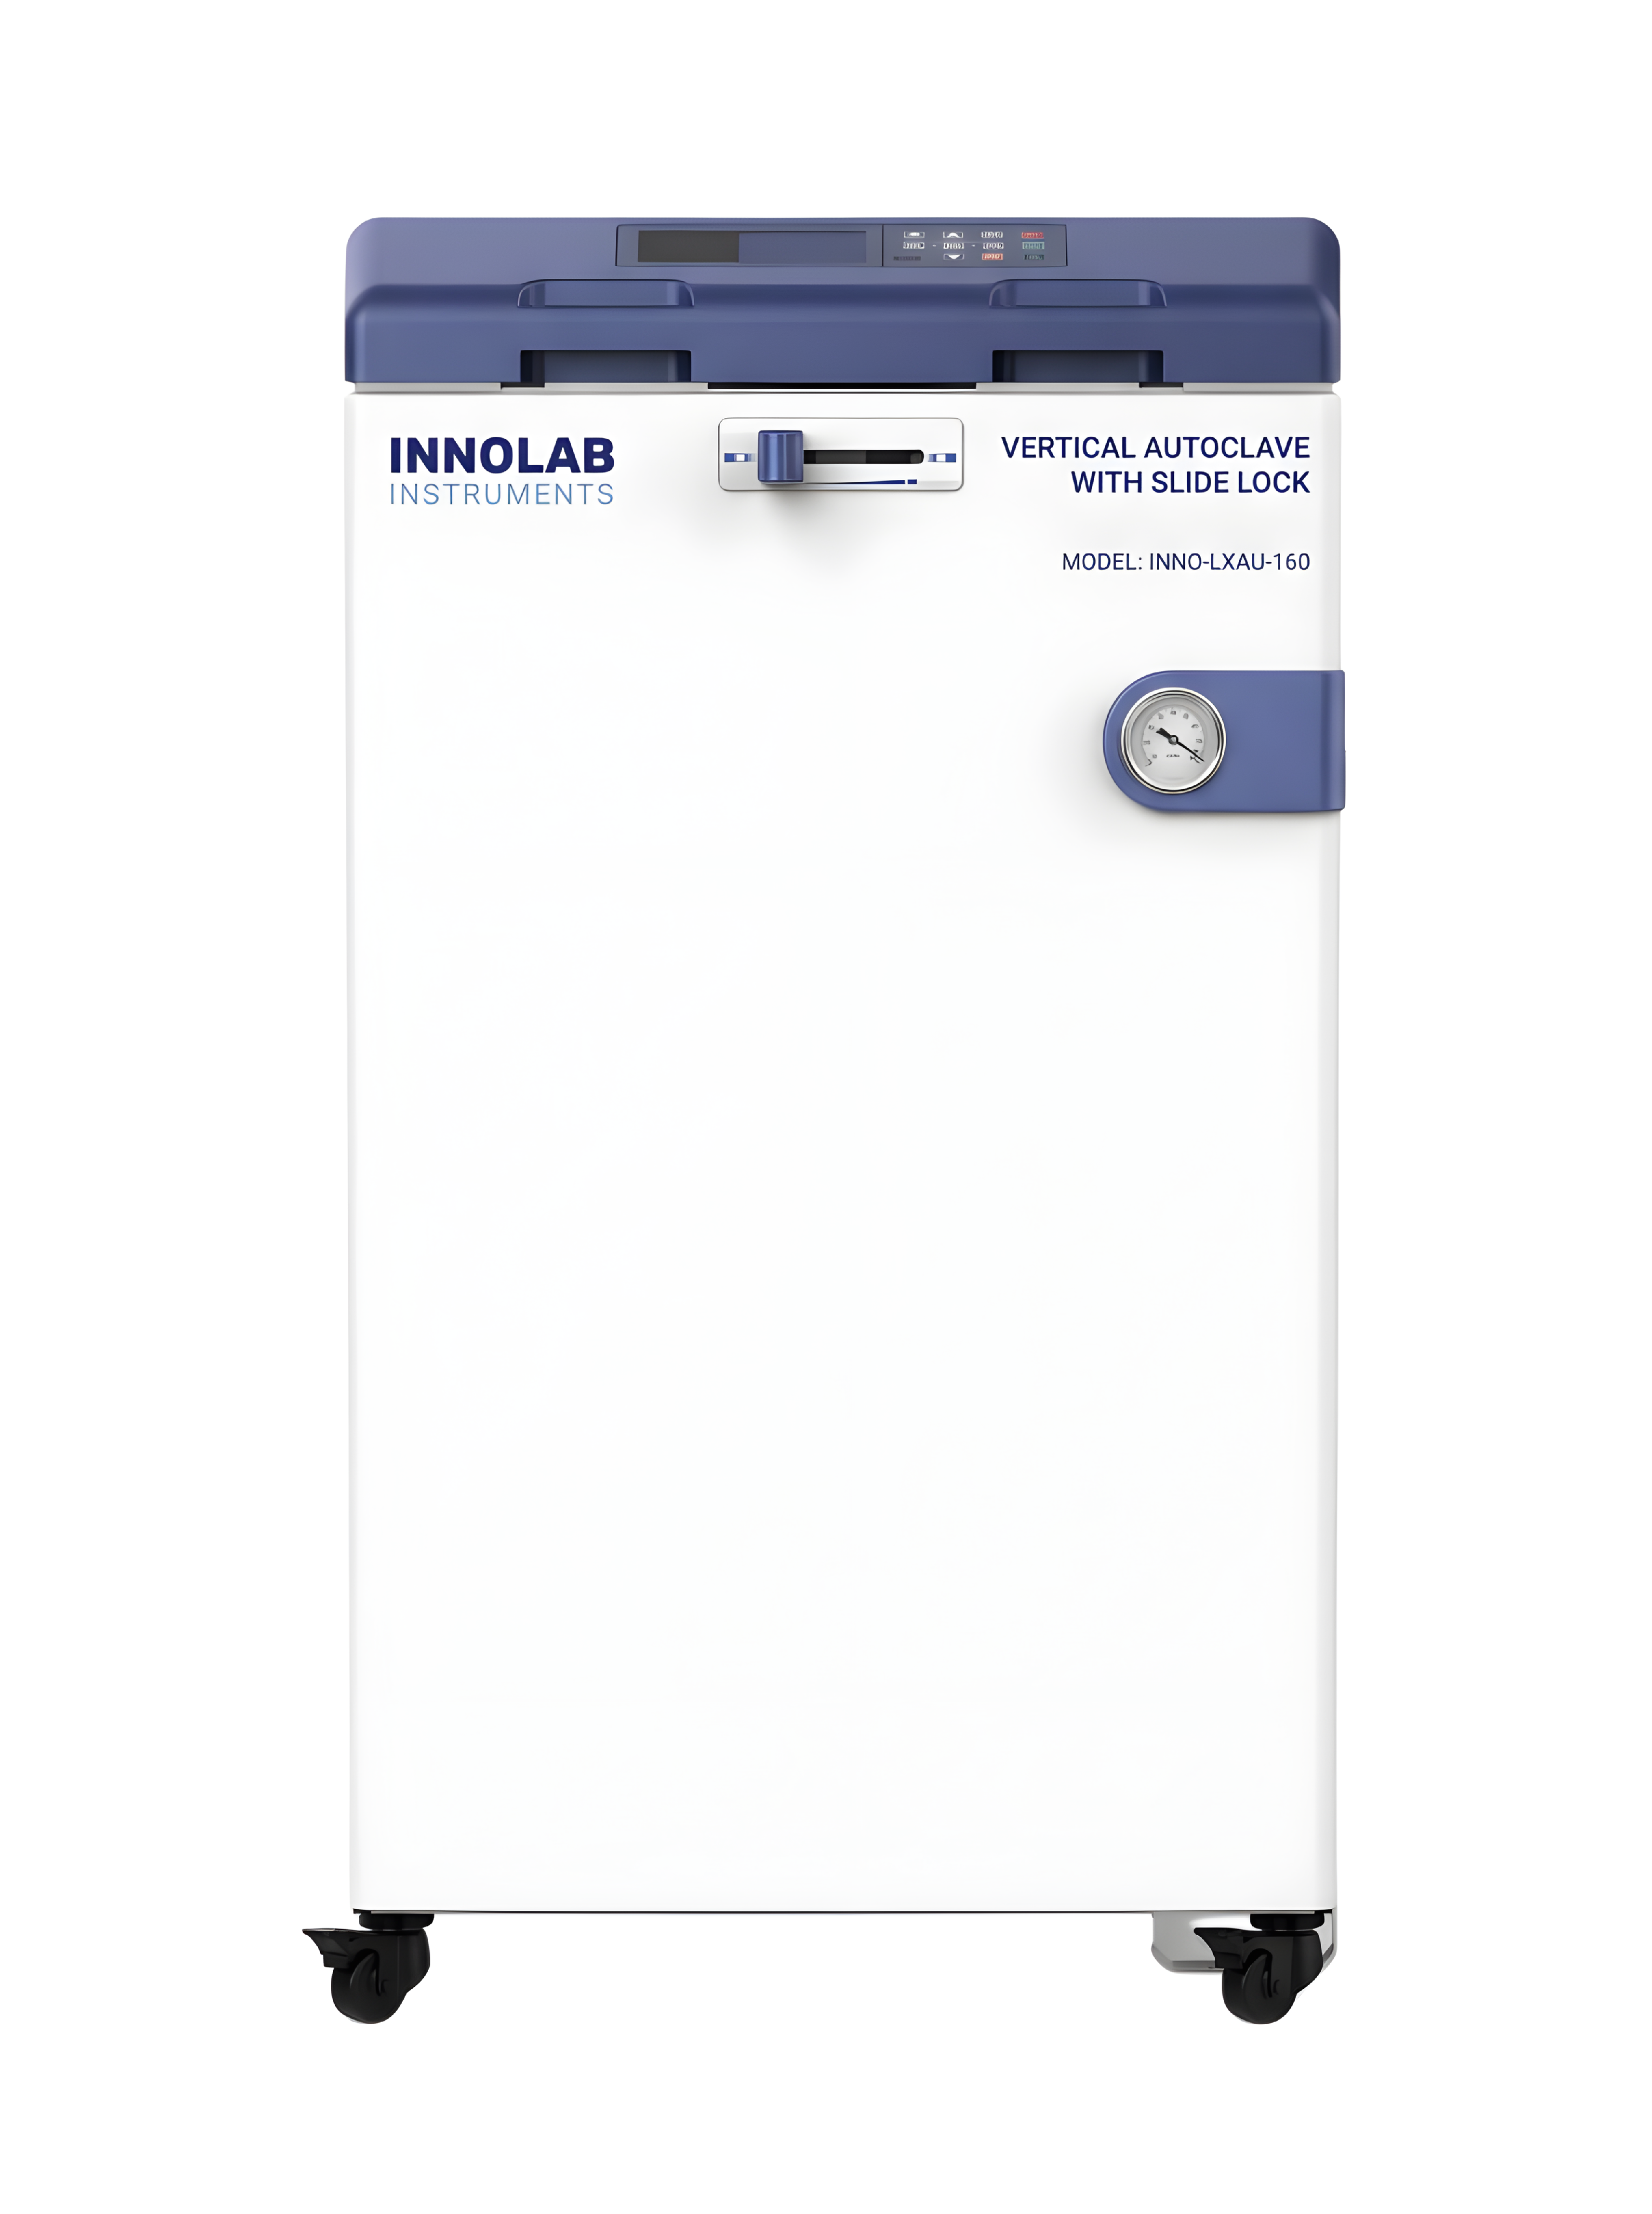 INNOLAB
INSTRUMENTS
VERTICAL AUTOCLAVE
WITH SLIDE LOCK
MODEL: INNO-LXAU-160